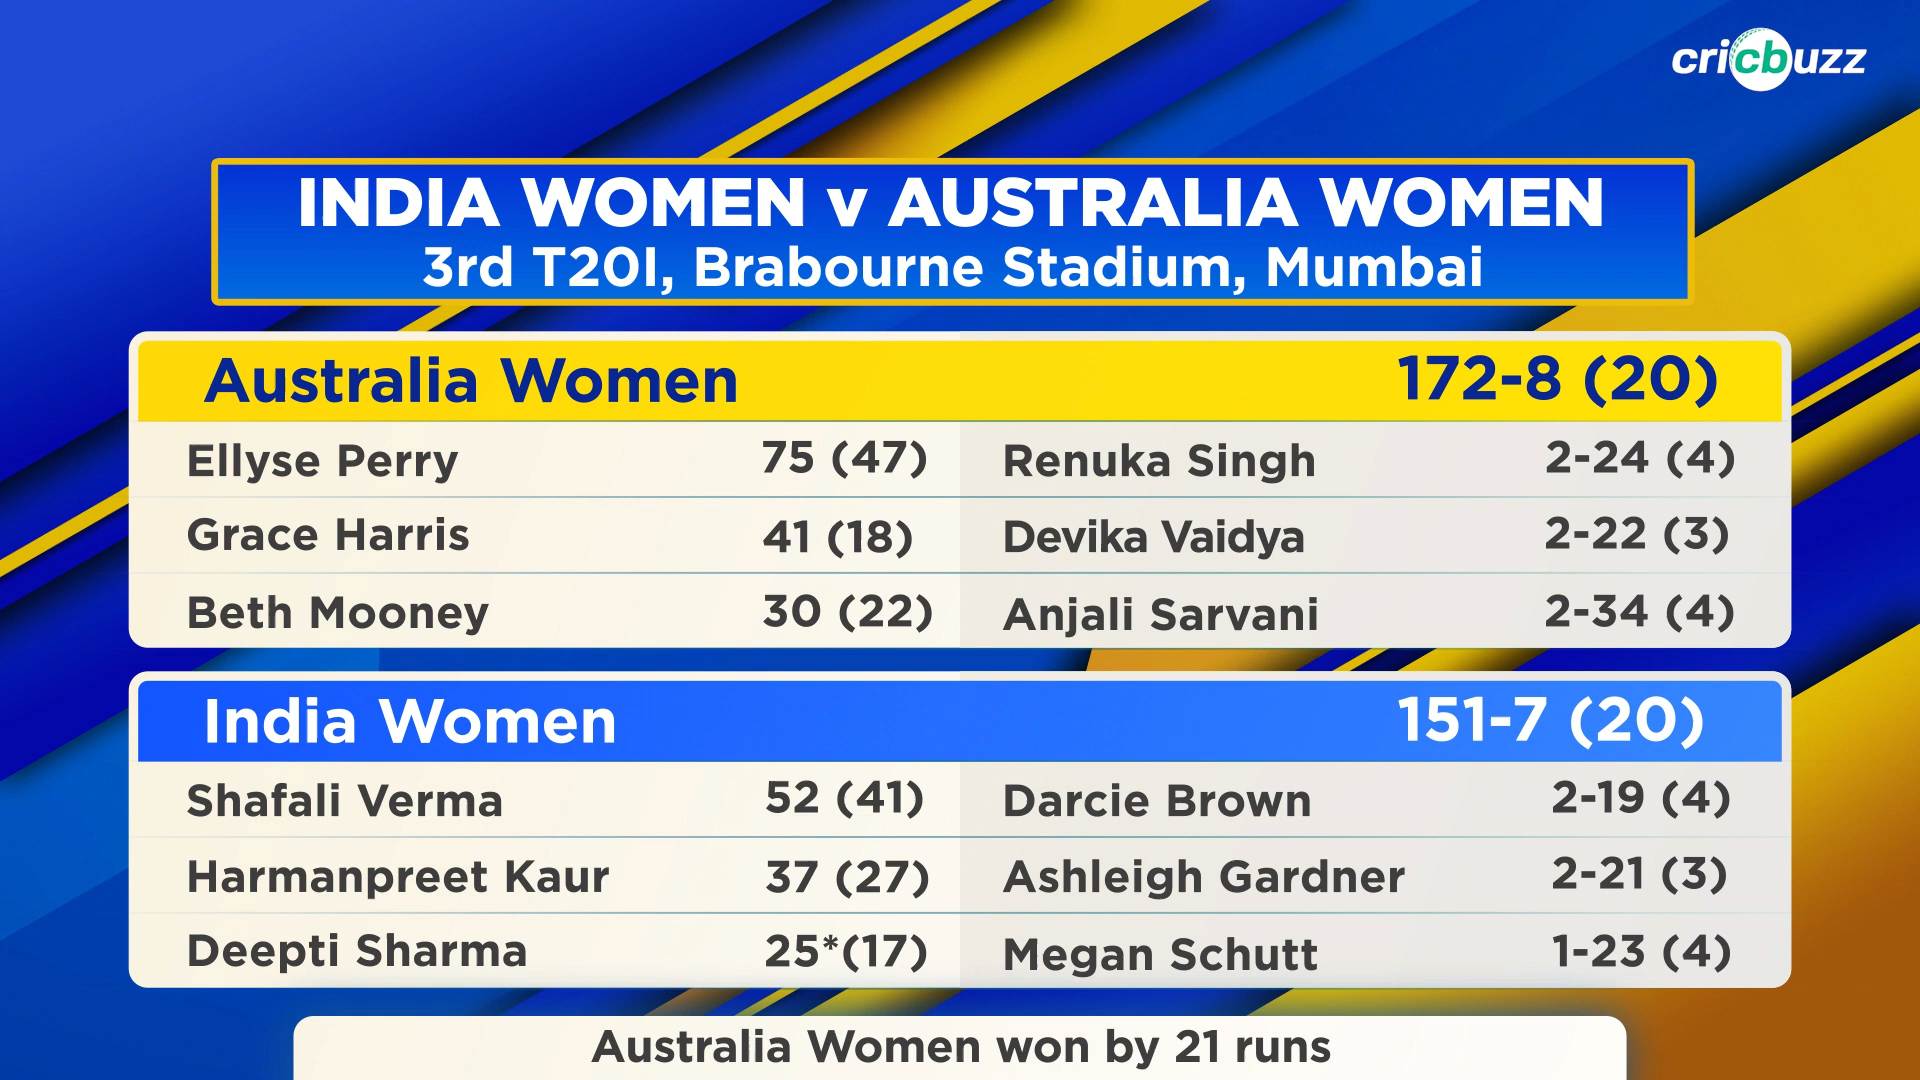 cricbuzz
INDIA WOMEN v AUSTRALIA WOMEN
3rd T20I, Brabourne Stadium, Mumbai
Australia Women 172-8 (20)
Ellyse Perry 75 (47) Renuka Singh 2-24 (4)
Grace Harris 41 (18) Devika Vaidya 2-22 (3)
Beth Mooney 30 (22) Anjali Sarvani 2-34 (4)
India Women 151-7 (20)
Shafali Verma 52 (41) Darcie Brown 2-19 (4)
Harmanpreet Kaur 37 (27) Ashleigh Gardner 2-21 (3)
Deepti Sharma 25*(17) Megan Schutt 1-23 (4)
Australia Women won by 21 runs